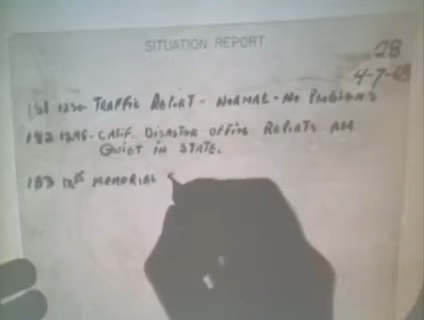 SITUATION REPORT
28
4-7-68
181 1230 TRAFFIC REPORT - NORMAL - NO PROBLEMS
182 1245- CALIF. DISASTER OFFICE REPORTS ALL
QUIET IN STATE.
183 MEMORIAL